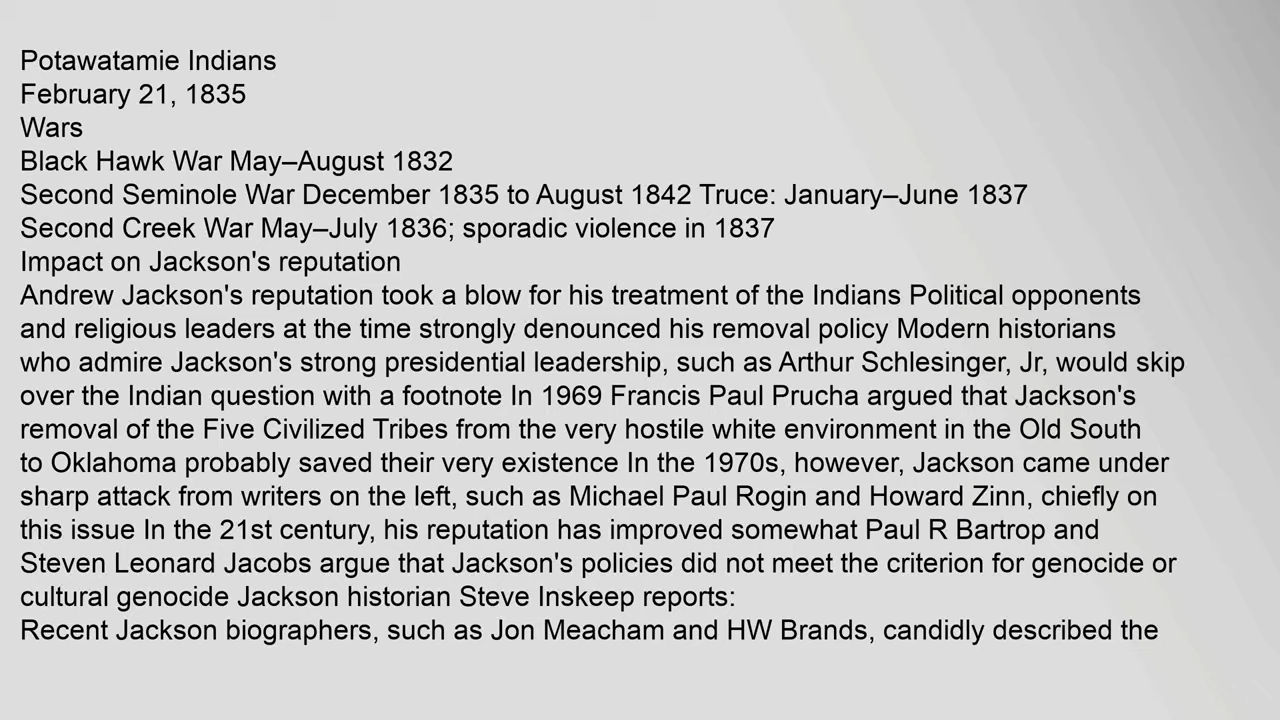 Potawatamie Indians
February 21, 1835
Wars
Black Hawk War May–August 1832
Second Seminole War December 1835 to August 1842 Truce: January–June 1837
Second Creek War May–July 1836; sporadic violence in 1837
Impact on Jackson's reputation
Andrew Jackson's reputation took a blow for his treatment of the Indians Political opponents
and religious leaders at the time strongly denounced his removal policy Modern historians
who admire Jackson's strong presidential leadership, such as Arthur Schlesinger, Jr, would skip
over the Indian question with a footnote In 1969 Francis Paul Prucha argued that Jackson's
removal of the Five Civilized Tribes from the very hostile white environment in the Old South
to Oklahoma probably saved their very existence In the 1970s, however, Jackson came under
sharp attack from writers on the left, such as Michael Paul Rogin and Howard Zinn, chiefly on
this issue In the 21st century, his reputation has improved somewhat Paul R Bartrop and
Steven Leonard Jacobs argue that Jackson's policies did not meet the criterion for genocide or
cultural genocide Jackson historian Steve Inskeep reports:
Recent Jackson biographers, such as Jon Meacham and HW Brands, candidly described the